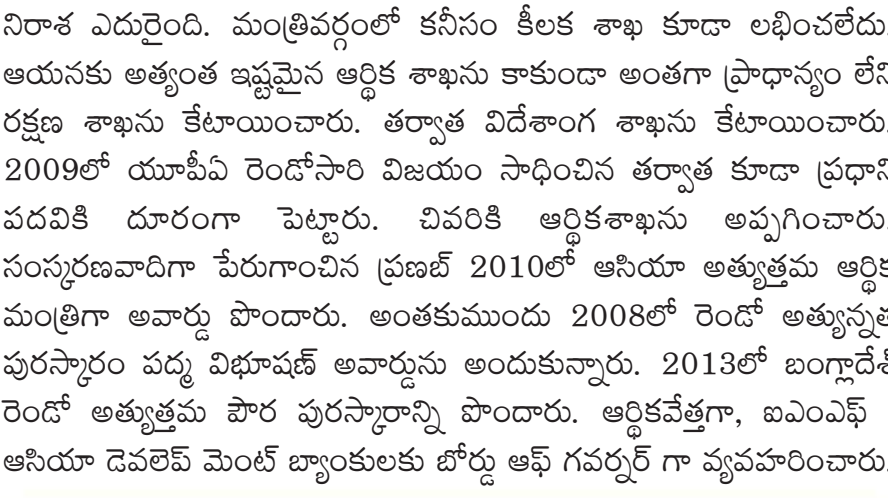 నిరాశ ఎదురైంది. మంత్రివర్గంలో కనీసం కీలక శాఖ కూడా లభించలేదు.
ఆయనకు అత్యంత ఇష్టమైన ఆర్థిక శాఖను కాకుండా అంతగా ప్రాధాన్యం లేని
రక్షణ శాఖను కేటాయించారు. తర్వాత విదేశాంగ శాఖను కేటాయించారు.
2009లో యూపీఏ రెండోసారి విజయం సాధించిన తర్వాత కూడా ప్రధాని
పదవికి దూరంగా పెట్టారు. చివరికి ఆర్థికశాఖను అప్పగించారు.
సంస్కరణవాదిగా పేరుగాంచిన ప్రణబ్ 2010లో ఆసియా అత్యుత్తమ ఆర్థిక
మంత్రిగా అవార్డు పొందారు. అంతకుముందు 2008లో రెండో అత్యున్నత
పురస్కారం పద్మ విభూషణ్ అవార్డును అందుకున్నారు. 2013లో బంగ్లాదేశ్
రెండో అత్యుత్తమ పౌర పురస్కారాన్ని పొందారు. ఆర్థికవేత్తగా, ఐఎంఎఫ్
ఆసియా డెవలెప్ మెంట్ బ్యాంకులకు బోర్డు ఆఫ్ గవర్నర్ గా వ్యవహరించారు.